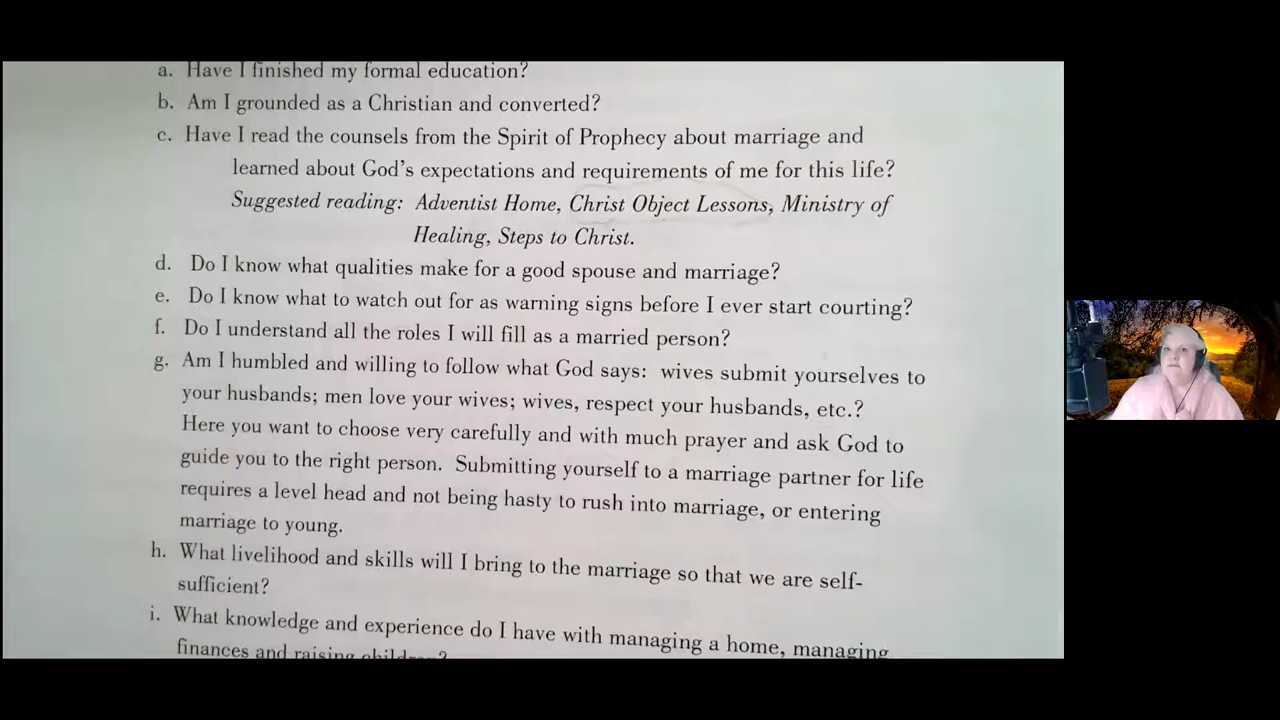 a. Have I finished my formal education?
b. Am I grounded as a Christian and converted?
c. Have I read the counsels from the Spirit of Prophecy about marriage and
learned about God's expectations and requirements of me for this life?
Suggested reading: Adventist Home, Christ Object Lessons, Ministry of
Healing, Steps to Christ.
d. Do I know what qualities make for a good spouse and marriage?
e. Do I know what to watch out for as warning signs before I ever start courting?
f. Do I understand all the roles I will fill as a married person?
g. Am I humbled and willing to follow what God says: wives submit yourselves to
your husbands; men love your wives; wives, respect your husbands, etc.?
Here you want to choose very carefully and with much prayer and ask God to
guide you to the right person. Submitting yourself to a marriage partner for life
requires a level head and not being hasty to rush into marriage, or entering
marriage to young.
h. What livelihood and skills will I bring to the marriage so that we are self-
sufficient?
i. What knowledge and experience do I have with managing a home, managing
finances and raising children?